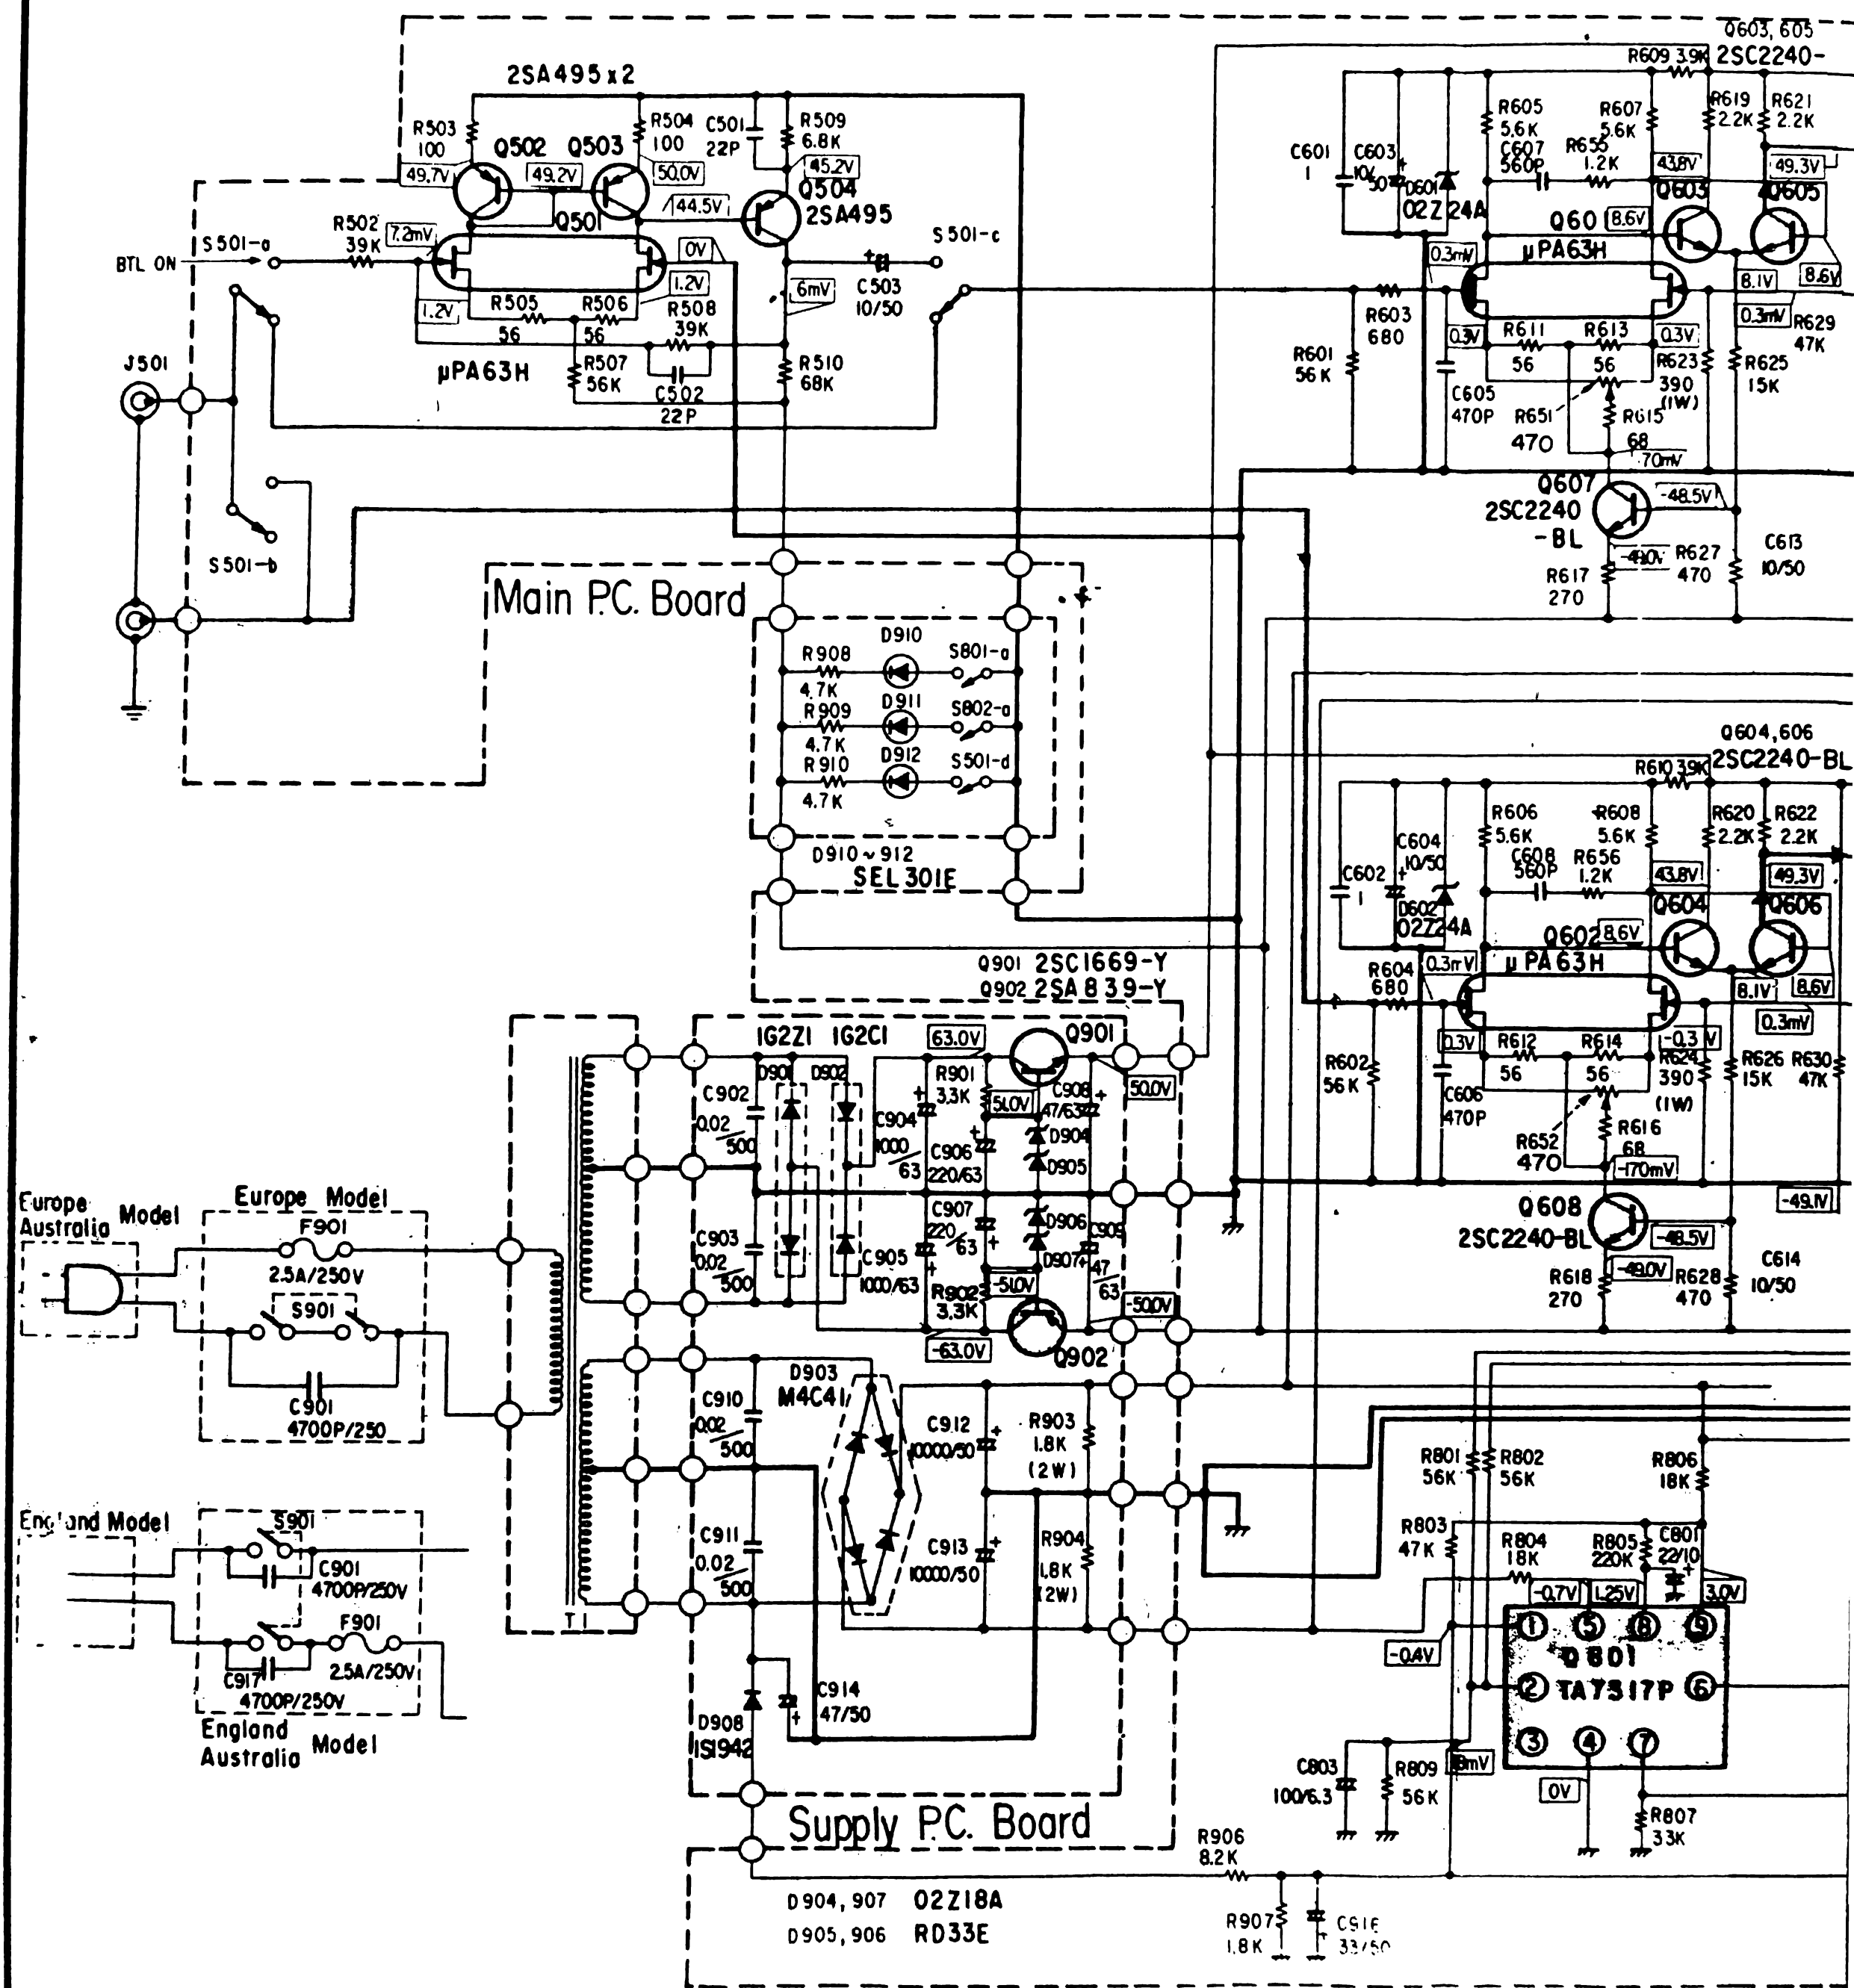 2SA495x2
R503
100
49.7V
Q502
49.2V
Q503
R504
100
50.0V
C501
22P
R509
6.8K
45.2V
Q504
2SA495
44.5V
Q501
R502
39K
7.2mV
0V
S501-a
BTL ON
S501-c
C503
10/50
6mV
1.2V
1.2V
R505
56
R506
56
R508
39K
R507
56K
C502
22P
R510
68K
μPA63H
J501
S501-b
Q603, 605
2SC2240-
R609 3.9K
R605
5.6K
R607
5.6K
R619
2.2K
R621
2.2K
C607
560P
R655
1.2K
43.8V
49.3V
C601
1
C603
10/
50
D601
02Z24A
Q603
Q605
Q601
8.6V
μPA63H
0.3mV
8.1V
8.6V
0.3mV
R629
47K
R603
680
R601
56K
0.3V
R611
56
R613
56
0.3V
R623
390
(1W)
R625
15K
C605
470P
R651
470
R615
68
70mV
Q607
2SC2240
-BL
-48.5V
-49.0V
R627
470
R617
270
C613
10/50
Main P.C. Board
D910
R908
4.7K
S801-a
D911
R909
4.7K
S802-a
D912
R910
4.7K
S501-d
D910~912
SEL301E
Q604,606
2SC2240-BL
R610 3.9K
R606
5.6K
R608
5.6K
R620
2.2K
R622
2.2K
C604
10/50
C608
560P
R656
1.2K
43.8V
49.3V
C602
1
D602
02Z24A
Q604
Q606
Q602
8.6V
μPA63H
R604
680
0.3mV
8.1V
8.6V
0.3mV
R602
56K
0.3V
R612
56
R614
56
-0.3V
R624
390
(1W)
R626
15K
R630
47K
C606
470P
R652
470
R616
68
-170mV
-49.1V
Q608
2SC2240-BL
-48.5V
-49.0V
R618
270
R628
470
C614
10/50
Q901 2SC1669-Y
Q902 2SA839-Y
1G2Z1
1G2C1
63.0V
Q901
D901
D902
R901
3.3K
51.0V
C908
47/63
50.0V
C902
0.02
500
C904
1000
63
C906
220/63
D904
D905
C907
220
63
D906
D907
C909
47
63
C903
0.02
500
C905
1000/63
R902
3.3K
-51.0V
-50.0V
-63.0V
Q902
Europe
Australia Model
Europe Model
F901
2.5A/250V
S901
C901
4700P/250
D903
M4C41
C910
0.02
500
C912
10000/50
R903
1.8K
(2W)
C911
0.02
500
C913
10000/50
R904
1.8K
(2W)
T1
England Model
S901
C901
4700P/250V
F901
2.5A/250V
C917
4700P/250V
England
Australia Model
D908
1S1942
C914
47/50
Supply P.C. Board
R801
56K
R802
56K
R806
18K
R803
47K
R804
18K
R805
220K
C801
22/10
-0.7V
1.25V
3.0V
1
5
8
9
-0.4V
Q801
2
TA7317P
6
3
4
7
C803
100/6.3
R809
56K
0V
R807
33K
R906
8.2K
D904, 907 02Z18A
D905, 906 RD33E
R907
1.8K
C916
33/50